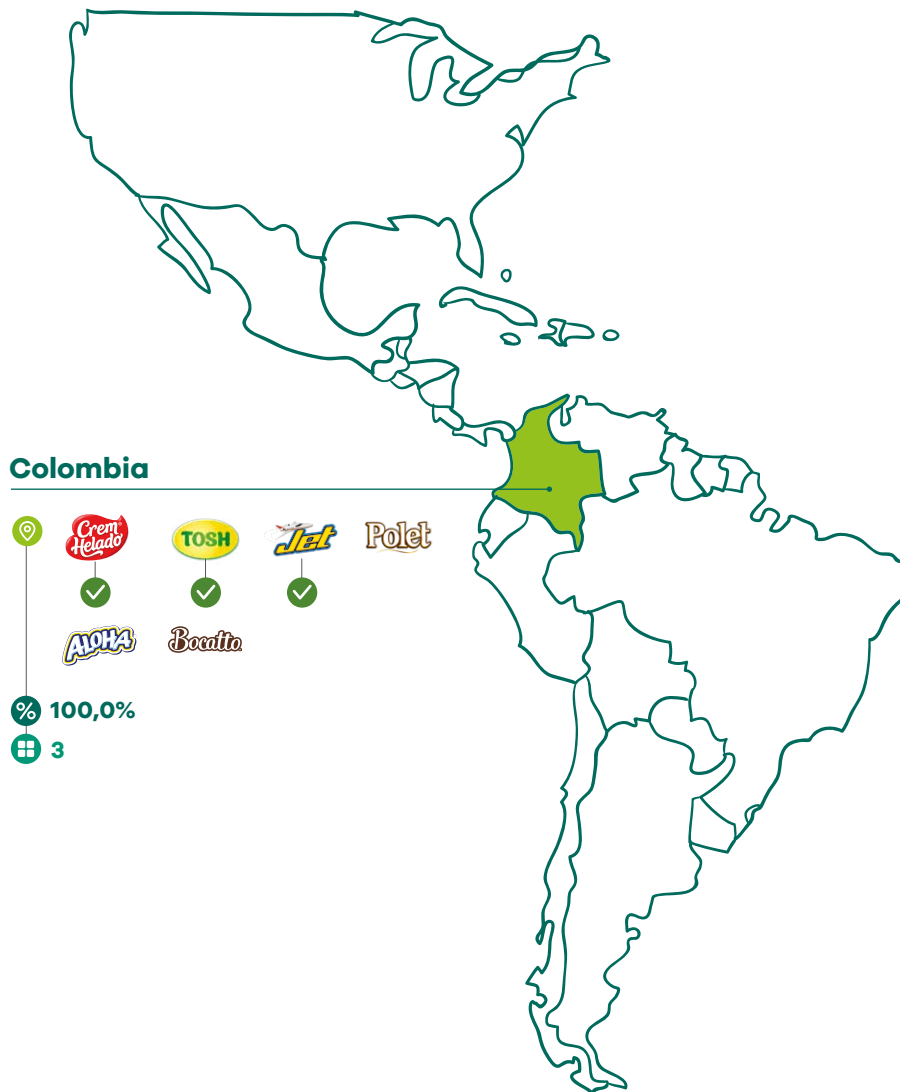 Colombia
Crem
Helado
TOSH
Jet
Polet
ALOHA
Bocatto
% 100,0%
3